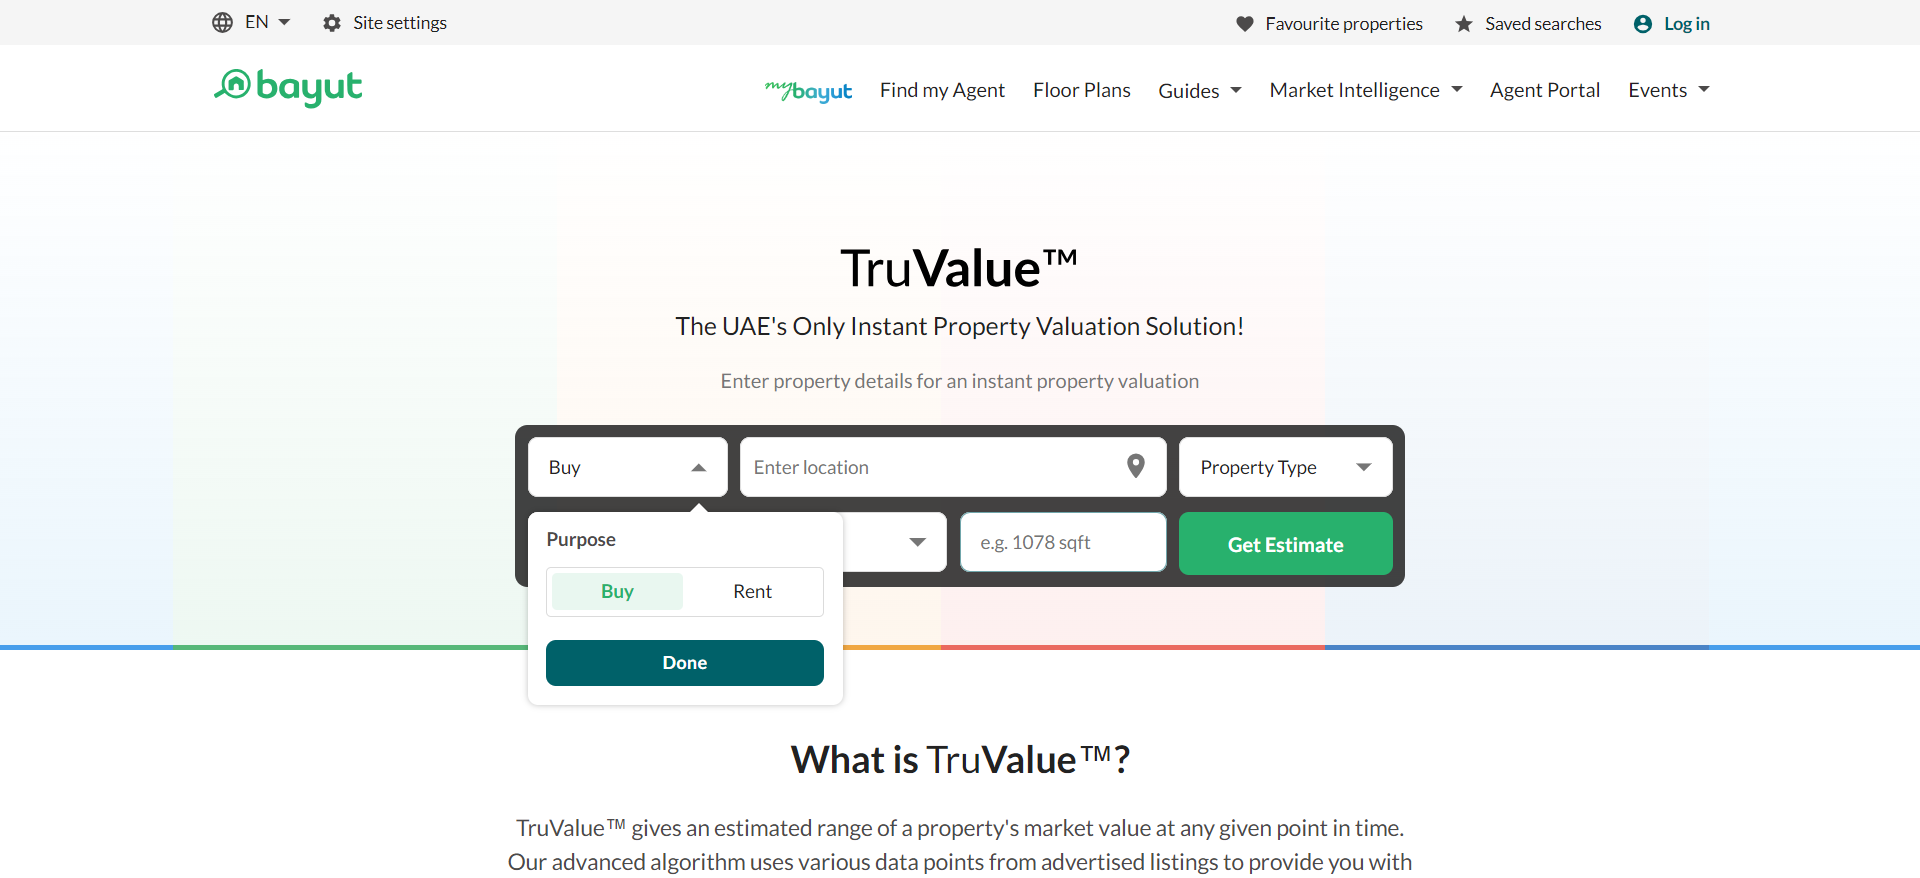 EN
Site settings
Favourite properties
Saved searches
Log in
bayut
mybayut
Find my Agent
Floor Plans
Guides
Market Intelligence
Agent Portal
Events
TruValue™
The UAE's Only Instant Property Valuation Solution!
Enter property details for an instant property valuation
Buy
Enter location
Property Type
e.g. 1078 sqft
Get Estimate
Purpose
Buy
Rent
Done
What is TruValue™?
TruValue™ gives an estimated range of a property's market value at any given point in time.
Our advanced algorithm uses various data points from advertised listings to provide you with